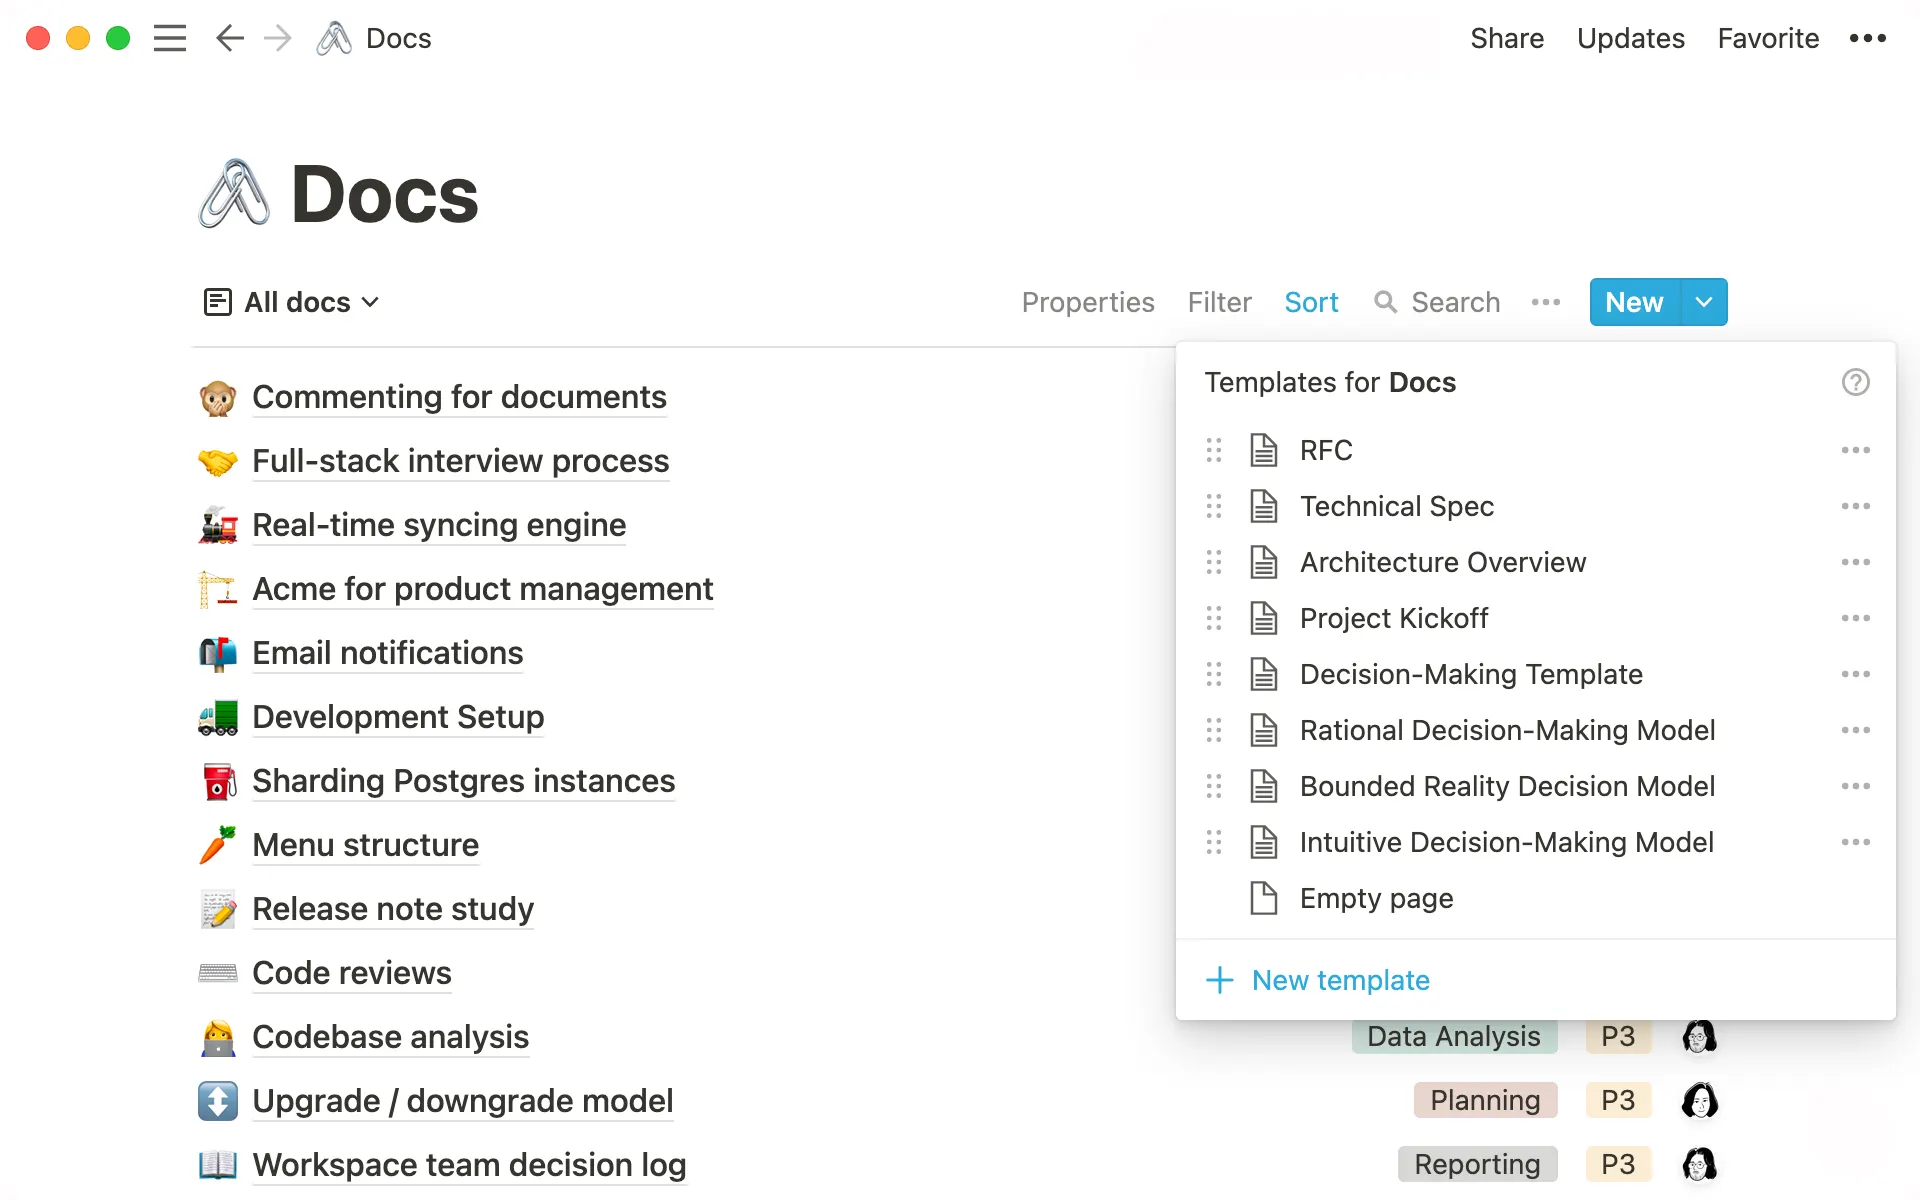 Docs
Share Updates Favorite
Docs
All docs
Properties Filter Sort Search New
Templates for Docs
RFC
Technical Spec
Architecture Overview
Project Kickoff
Decision-Making Template
Rational Decision-Making Model
Bounded Reality Decision Model
Intuitive Decision-Making Model
Empty page
New template
Commenting for documents
Full-stack interview process
Real-time syncing engine
Acme for product management
Email notifications
Development Setup
Sharding Postgres instances
Menu structure
Release note study
Code reviews
Codebase analysis Data Analysis P3
Upgrade / downgrade model Planning P3
Workspace team decision log Reporting P3